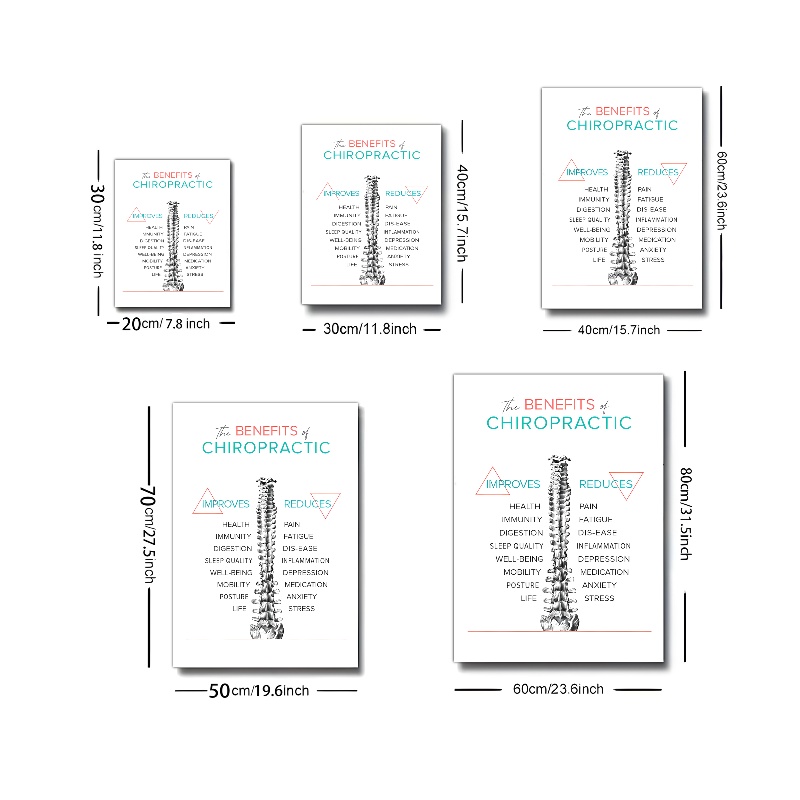 The BENEFITS of
CHIROPRACTIC
IMPROVES REDUCES
HEALTH PAIN
IMMUNITY FATIGUE
DIGESTION DIS-EASE
SLEEP QUALITY INFLAMMATION
WELL-BEING DEPRESSION
MOBILITY MEDICATION
POSTURE ANXIETY
LIFE STRESS
30cm/11.8 inch
20cm/7.8 inch
The BENEFITS of
CHIROPRACTIC
IMPROVES REDUCES
HEALTH PAIN
IMMUNITY FATIGUE
DIGESTION DIS-EASE
SLEEP QUALITY INFLAMMATION
WELL-BEING DEPRESSION
MOBILITY MEDICATION
POSTURE ANXIETY
LIFE STRESS
40cm/15.7inch
30cm/11.8inch
The BENEFITS of
CHIROPRACTIC
IMPROVES REDUCES
HEALTH PAIN
IMMUNITY FATIGUE
DIGESTION DIS-EASE
SLEEP QUALITY INFLAMMATION
WELL-BEING DEPRESSION
MOBILITY MEDICATION
POSTURE ANXIETY
LIFE STRESS
60cm/23.6inch
40cm/15.7inch
The BENEFITS of
CHIROPRACTIC
IMPROVES REDUCES
HEALTH PAIN
IMMUNITY FATIGUE
DIGESTION DIS-EASE
SLEEP QUALITY INFLAMMATION
WELL-BEING DEPRESSION
MOBILITY MEDICATION
POSTURE ANXIETY
LIFE STRESS
70cm/27.5inch
50cm/19.6inch
The BENEFITS of
CHIROPRACTIC
IMPROVES REDUCES
HEALTH PAIN
IMMUNITY FATIGUE
DIGESTION DIS-EASE
SLEEP QUALITY INFLAMMATION
WELL-BEING DEPRESSION
MOBILITY MEDICATION
POSTURE ANXIETY
LIFE STRESS
80cm/31.5inch
60cm/23.6inch